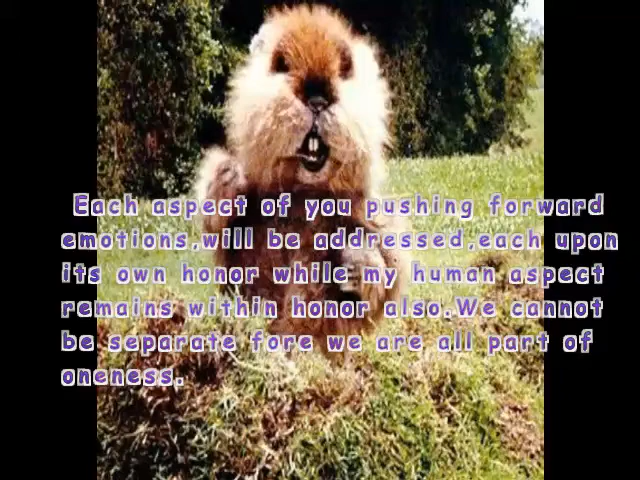 Each aspect of you pushing forward
emotions,will be addressed,each upon
its own honor while my human aspect
remains within honor also.We cannot
be separate fore we are all part of
oneness.